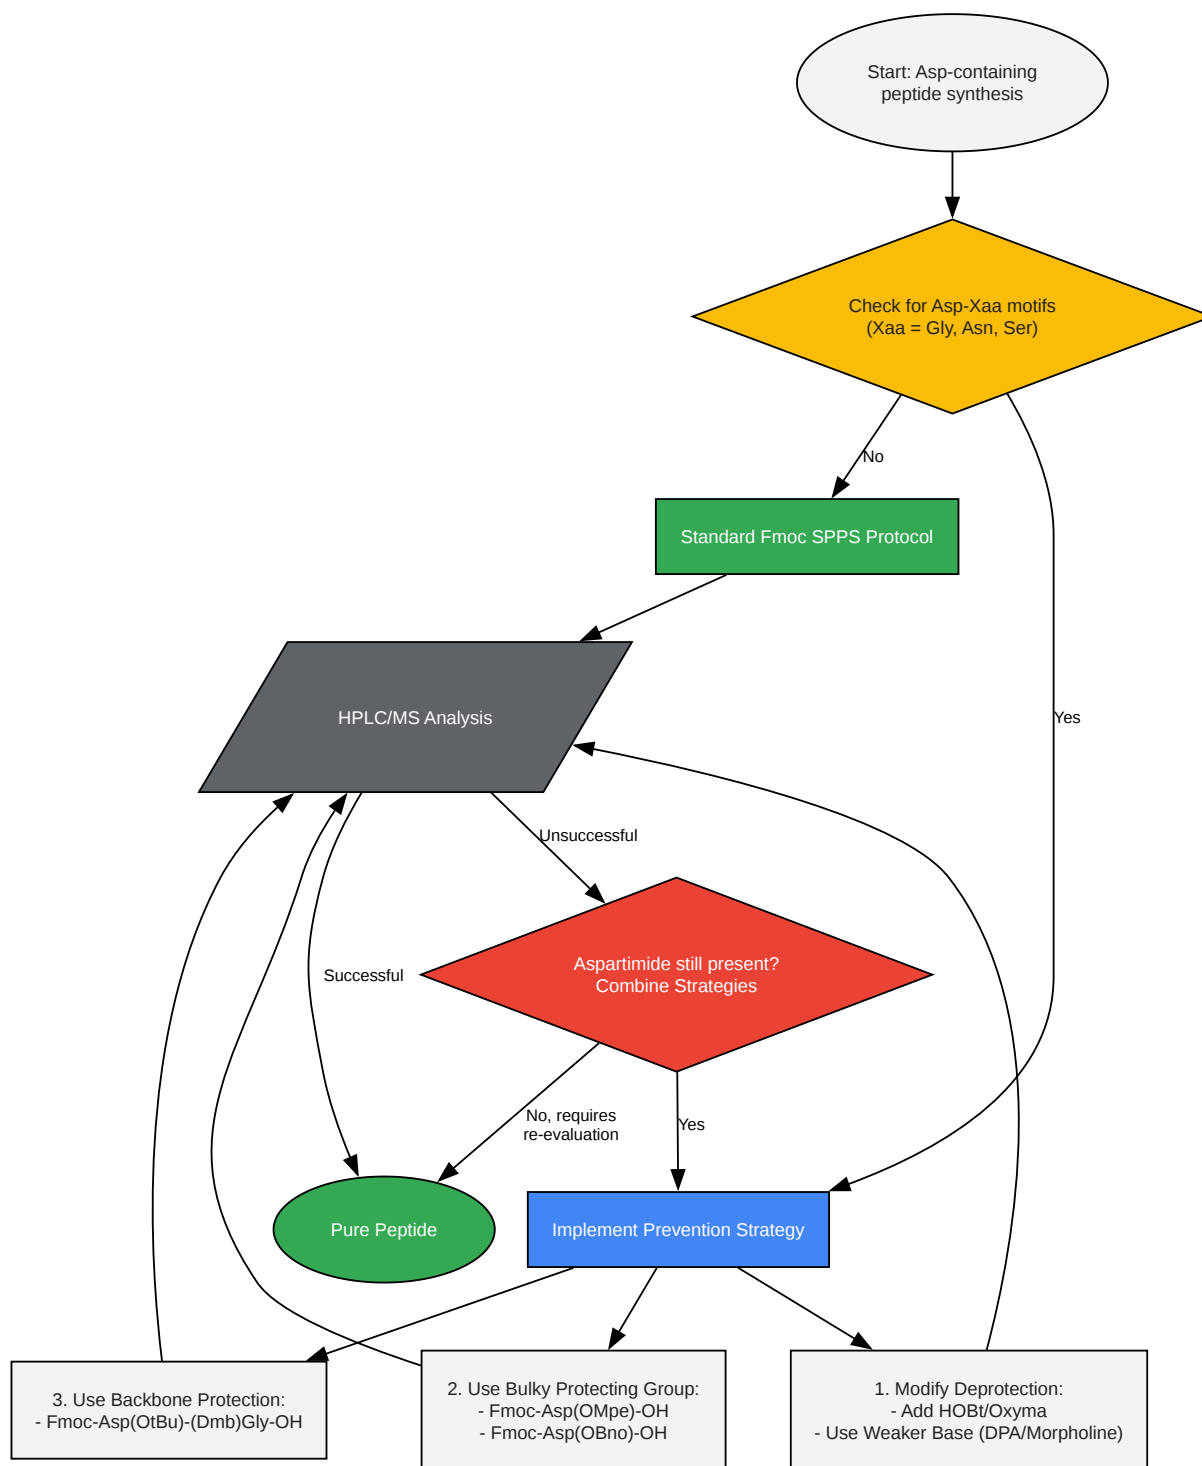 Start: Asp-containing
peptide synthesis
Check for Asp-Xaa motifs
(Xaa = Gly, Asn, Ser)
No
Standard Fmoc SPPS Protocol
HPLC/MS Analysis
Yes
Unsuccessful
Aspartimide still present?
Combine Strategies
Successful
No, requires
re-evaluation
Yes
Pure Peptide
Implement Prevention Strategy
3. Use Backbone Protection:
- Fmoc-Asp(OtBu)-(Dmb)Gly-OH
2. Use Bulky Protecting Group:
- Fmoc-Asp(OMpe)-OH
- Fmoc-Asp(OBno)-OH
1. Modify Deprotection:
- Add HOBt/Oxyma
- Use Weaker Base (DPA/Morpholine)